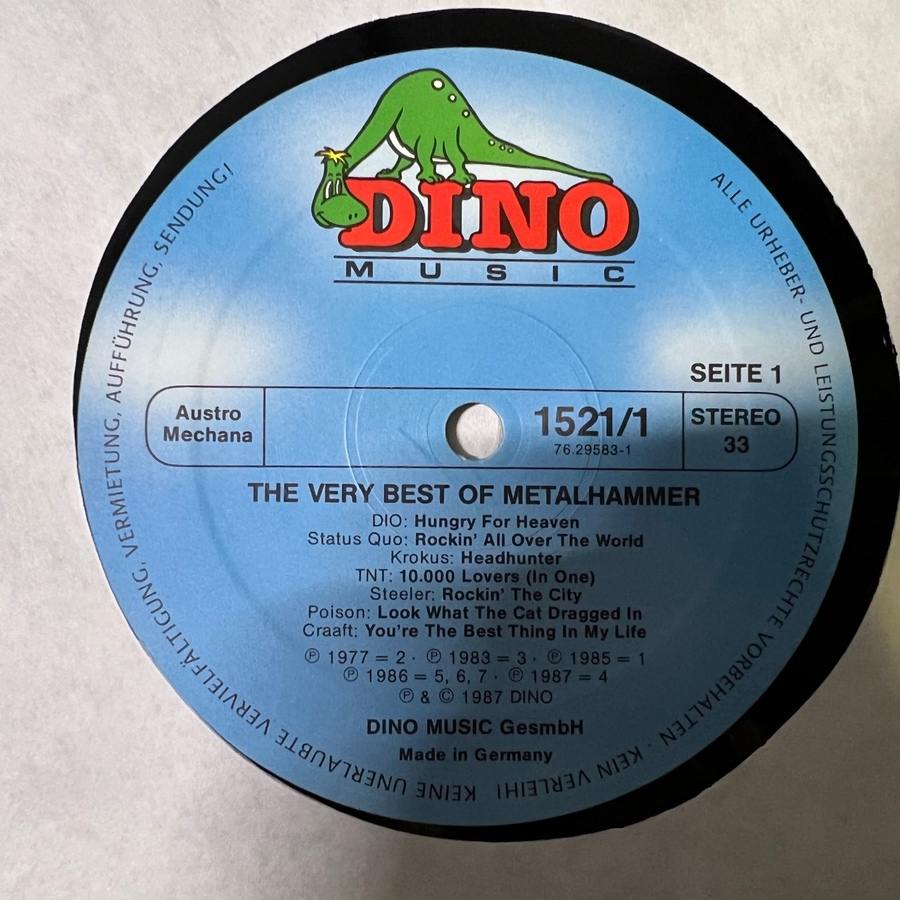 DINO
MUSIC
SEITE 1
Austro
Mechana
1521/1
76.29583-1
STEREO
33
THE VERY BEST OF METALHAMMER
DIO: Hungry For Heaven
Status Quo: Rockin' All Over The World
Krokus: Headhunter
TNT: 10.000 Lovers (In One)
Steeler: Rockin' The City
Poison: Look What The Cat Dragged In
Craaft: You're The Best Thing In My Life
℗ 1977 = 2 · ℗ 1983 = 3 · ℗ 1985 = 1
℗ 1986 = 5, 6, 7 · ℗ 1987 = 4
℗ & © 1987 DINO
DINO MUSIC GesmbH
Made in Germany
ALLE URHEBER- UND LEISTUNGSSCHUTZRECHTE VORBEHALTEN · KEIN VERLEIH! KEINE UNERLAUBTE VERVIELFÄLTIGUNG, VERMIETUNG, AUFFÜHRUNG, SENDUNG!